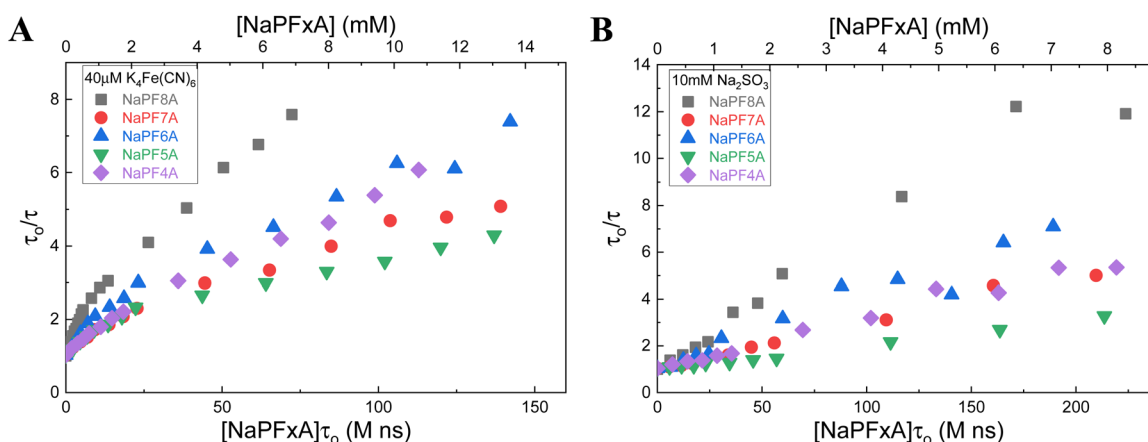 A
[NaPFxA] (mM)
0 2 4 6 8 10 12 14 16
40μM K₄Fe(CN)₆
NaPF8A
NaPF7A
NaPF6A
NaPF5A
NaPF4A
τₒ/τ
8
6
4
2
0
0 50 100 150
[NaPFxA]τₒ (M ns)
B
[NaPFxA] (mM)
0 1 2 3 4 5 6 7 8
10mM Na₂SO₃
NaPF8A
NaPF7A
NaPF6A
NaPF5A
NaPF4A
τₒ/τ
14
12
10
8
6
4
2
0
0 50 100 150 200
[NaPFxA]τₒ (M ns)